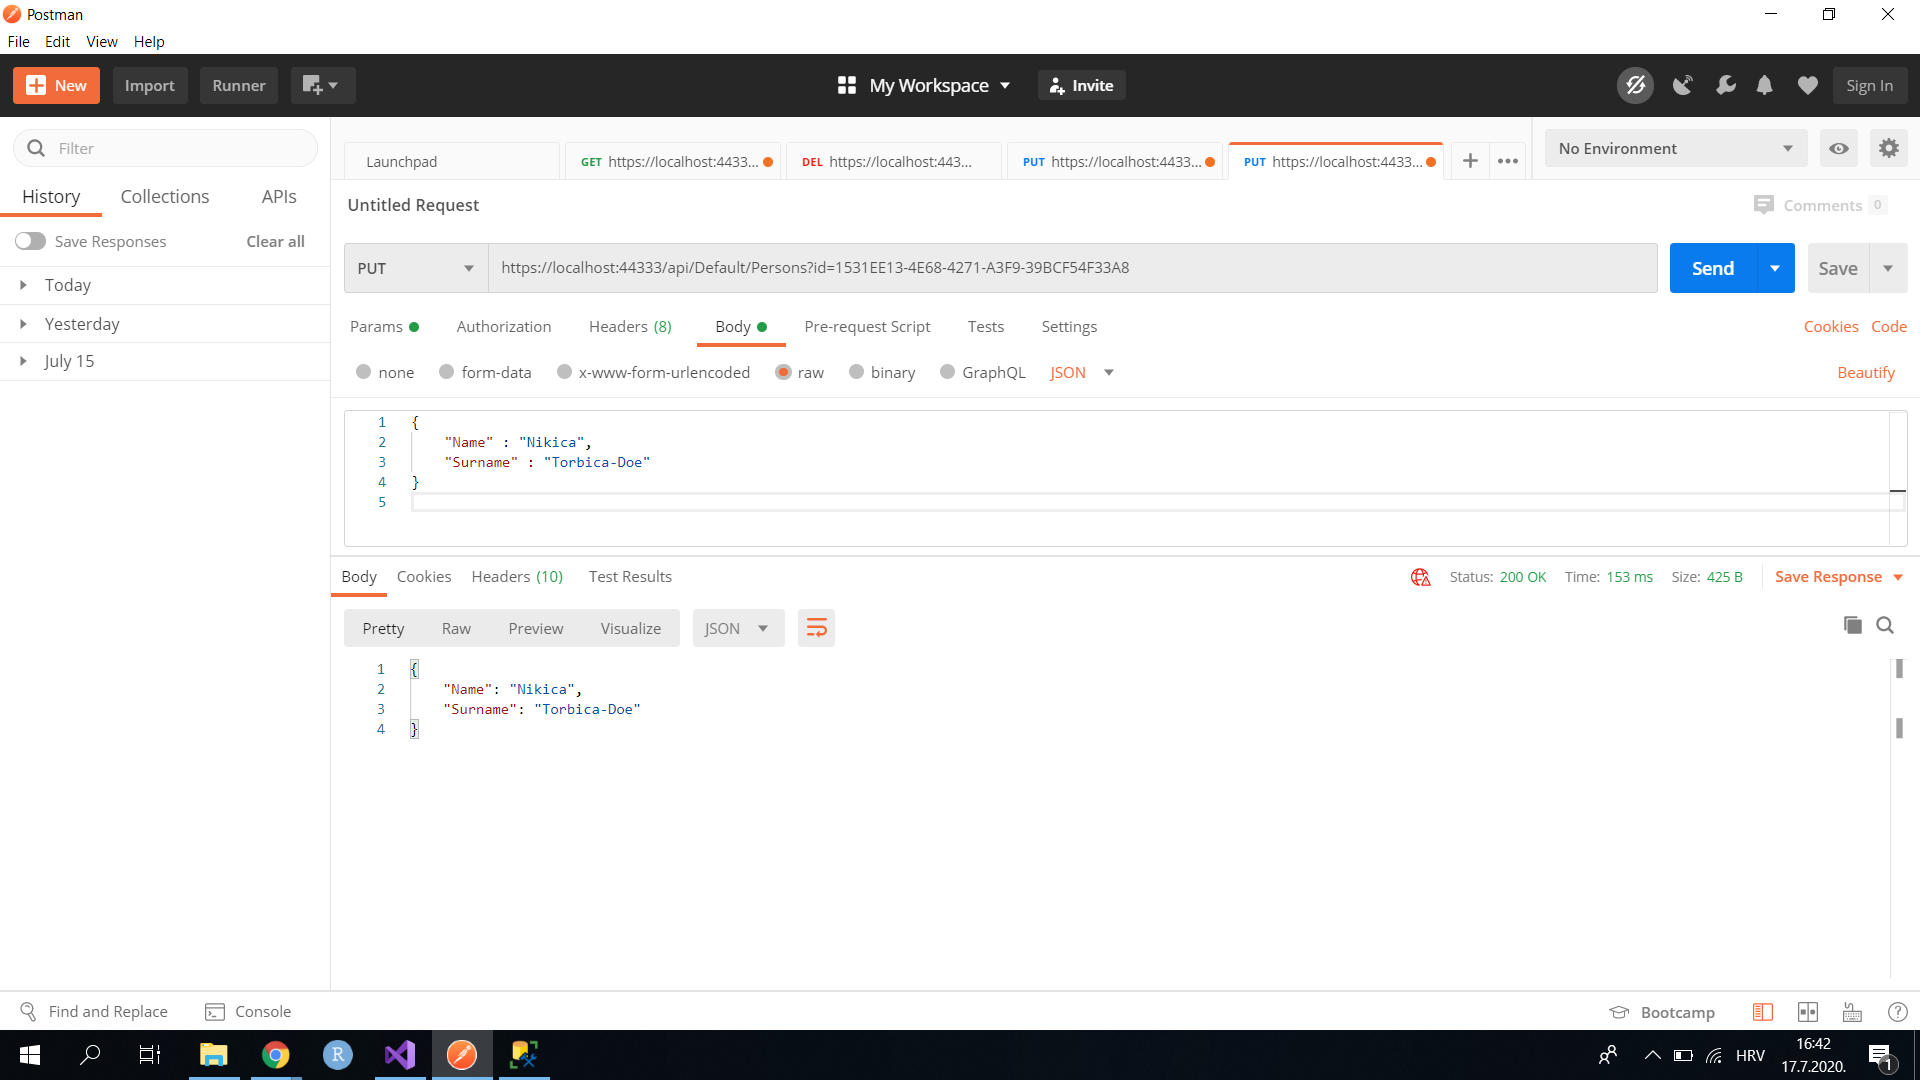 Postman
File Edit View Help
New Import Runner My Workspace Invite Sign In
Filter
History Collections APIs
Save Responses Clear all
Today
Yesterday
July 15
Launchpad GET https://localhost:4433... DEL https://localhost:443... PUT https://localhost:4433... PUT https://localhost:4433... No Environment
Untitled Request Comments 0
PUT https://localhost:44333/api/Default/Persons?id=1531EE13-4E68-4271-A3F9-39BCF54F33A8 Send Save
Params Authorization Headers (8) Body Pre-request Script Tests Settings Cookies Code
none form-data x-www-form-urlencoded raw binary GraphQL JSON Beautify
1 {
2 "Name" : "Nikica",
3 "Surname" : "Torbica-Doe"
4 }
5
Body Cookies Headers (10) Test Results Status: 200 OK Time: 153 ms Size: 425 B Save Response
Pretty Raw Preview Visualize JSON
1 {
2 "Name": "Nikica",
3 "Surname": "Torbica-Doe"
4 }
Find and Replace Console Bootcamp
R HRV 16:42
17.7.2020. 1